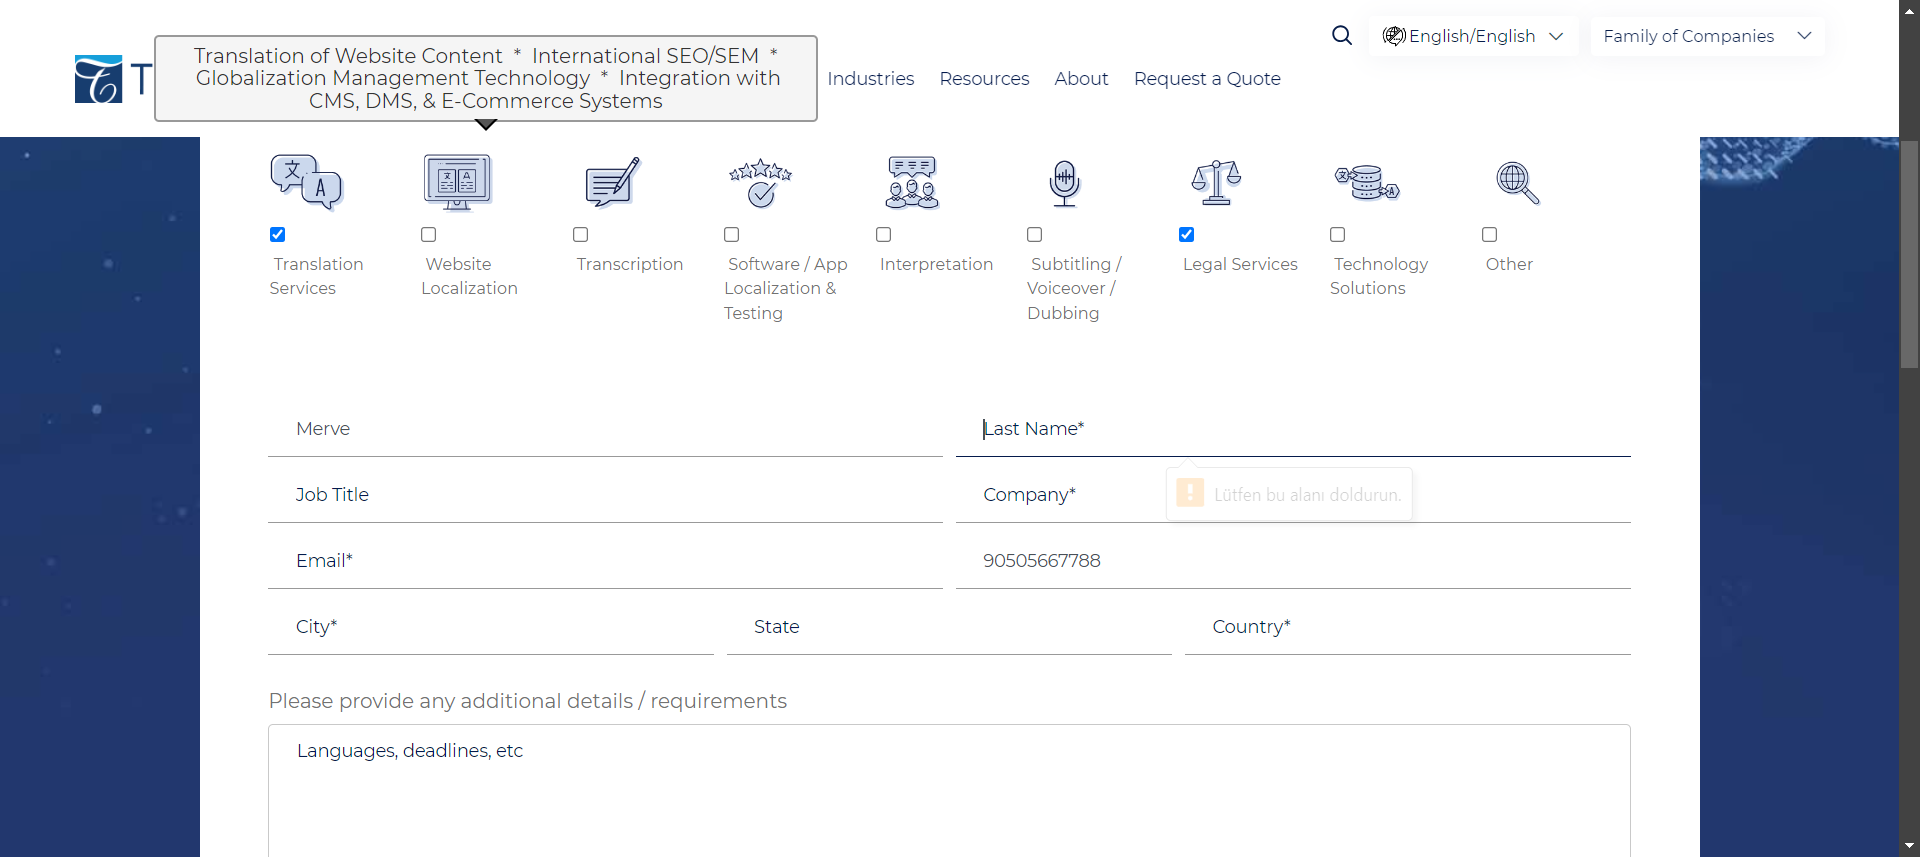 Translation of Website Content * International SEO/SEM *
Globalization Management Technology * Integration with
CMS, DMS, & E-Commerce Systems
English/English
Family of Companies
T
Industries
Resources
About
Request a Quote
Translation
Services
Website
Localization
Transcription
Software / App
Localization &
Testing
Interpretation
Subtitling /
Voiceover /
Dubbing
Legal Services
Technology
Solutions
Other
Merve
Last Name*
Job Title
Company*
Lütfen bu alanı doldurun.
Email*
90505667788
City*
State
Country*
Please provide any additional details / requirements
Languages, deadlines, etc